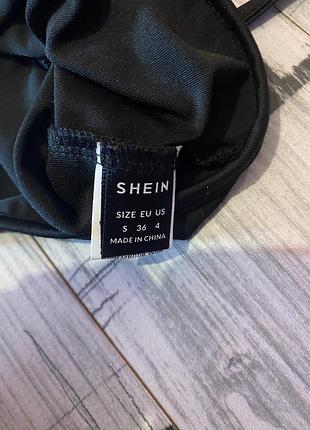 SHEIN
SIZE EU US
S 36 4
MADE IN CHINA